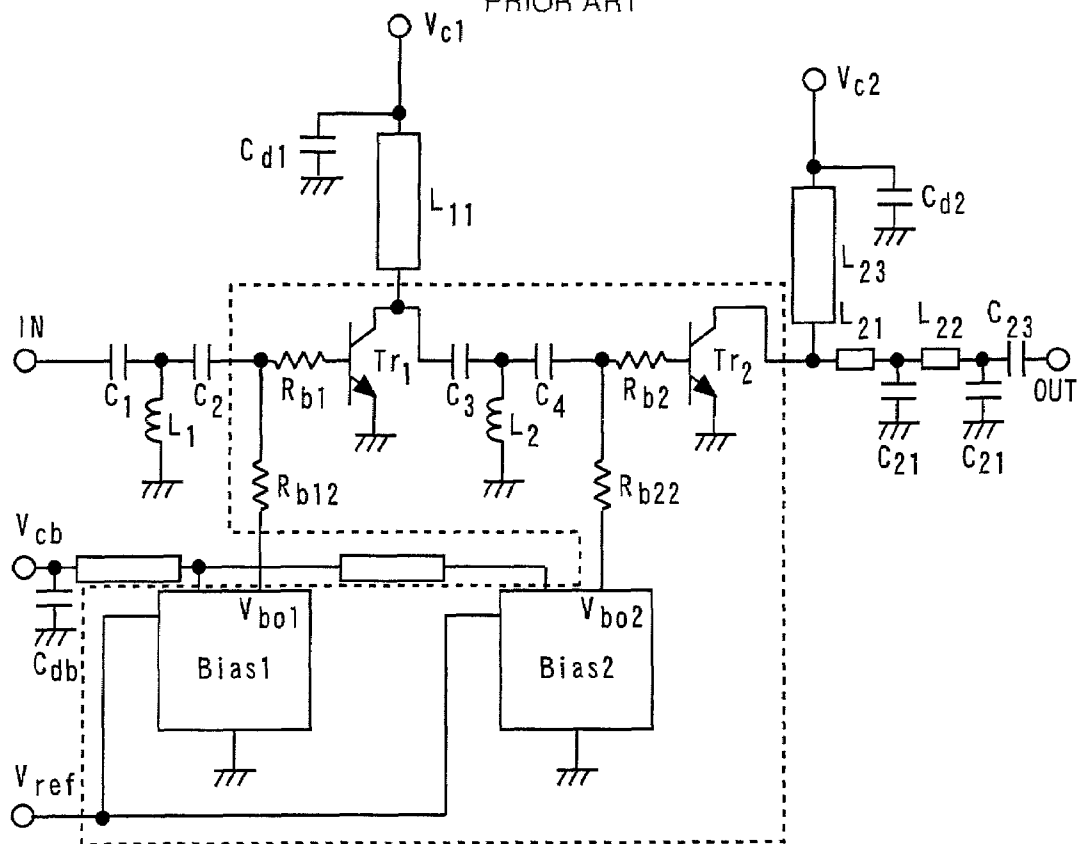 PRIOR ART
Vc1
Vc2
Cd1
L11
Cd2
L23
IN
L21
L22
C23
Tr1
Tr2
C1
C2
Rb1
C3
C4
Rb2
OUT
L1
L2
C21
C21
Rb12
Rb22
Vcb
Vbo1
Vbo2
Cdb
Bias1
Bias2
Vref